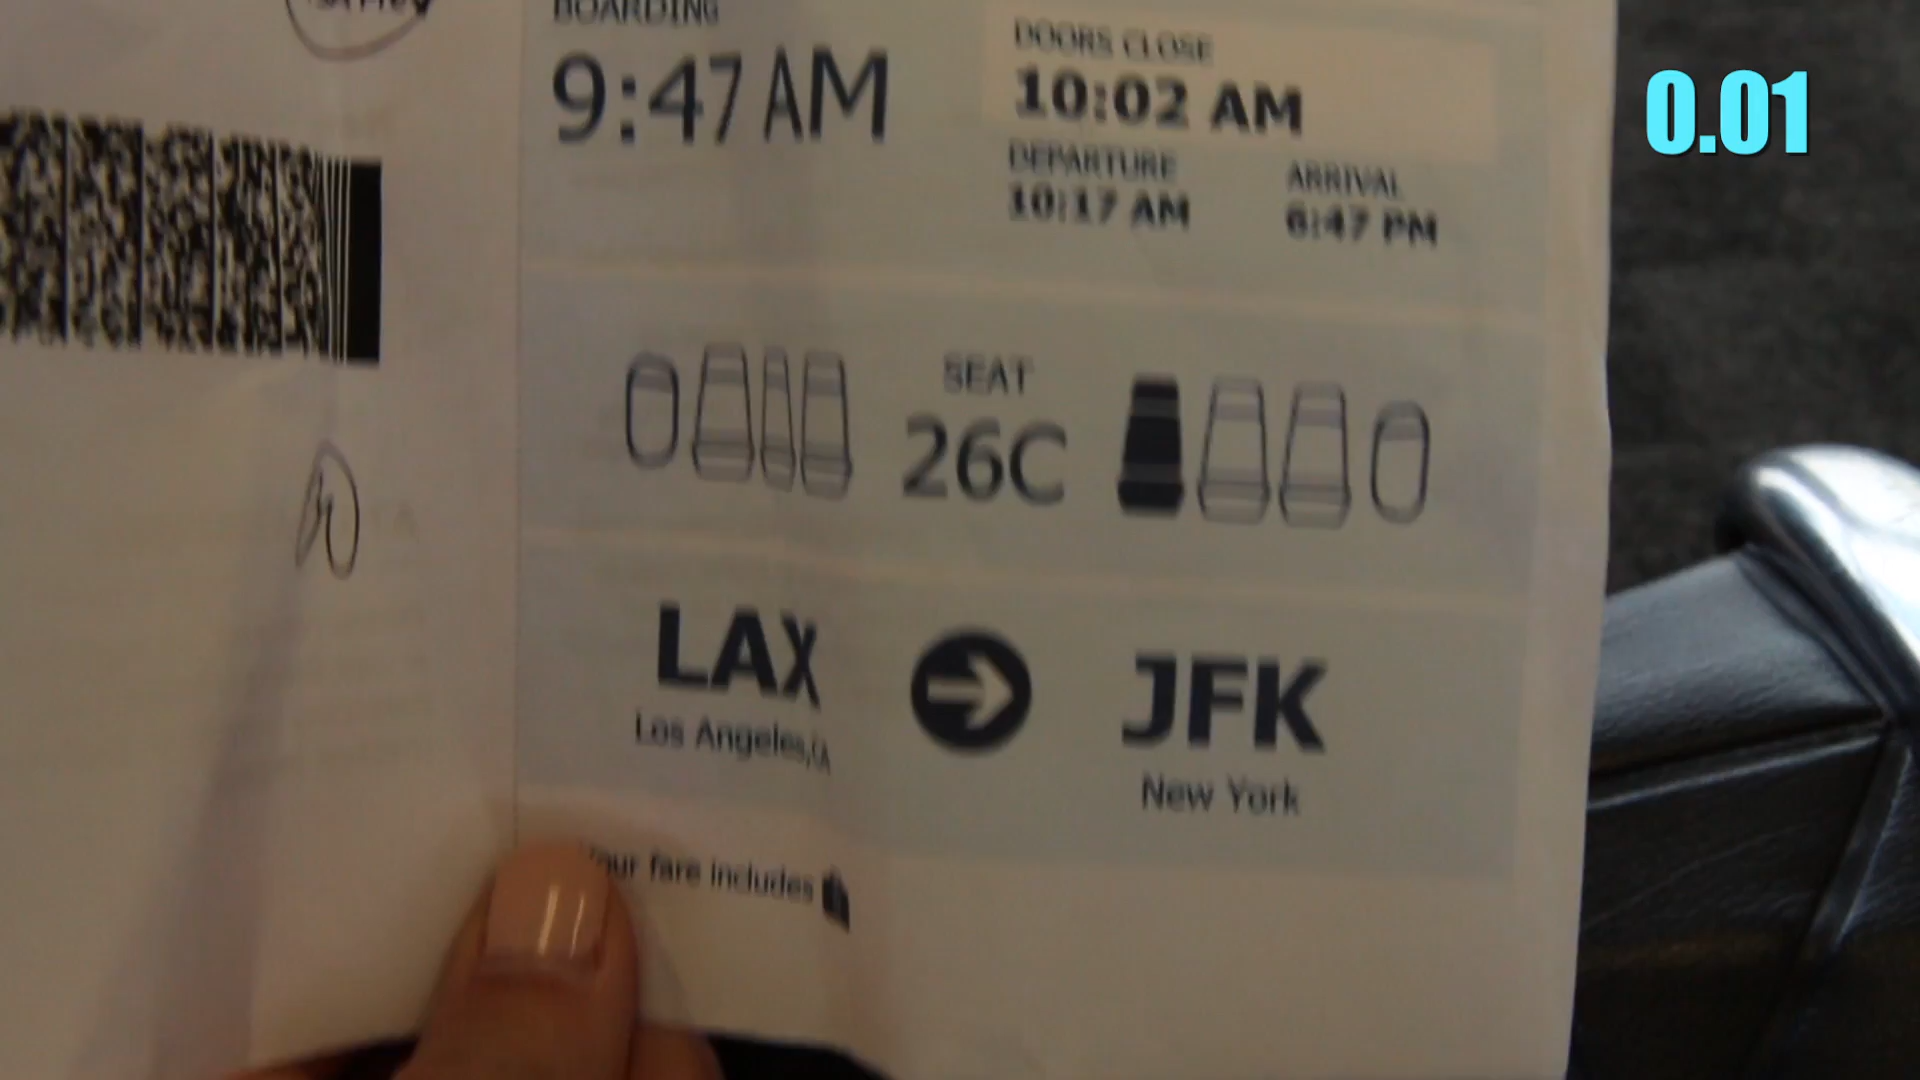 BOARDING
9:47 AM
DOORS CLOSE
10:02 AM
DEPARTURE
10:17 AM
ARRIVAL
6:47 PM
0.01
SEAT
26C
LAX
Los Angeles,CA
JFK
New York
Your fare includes